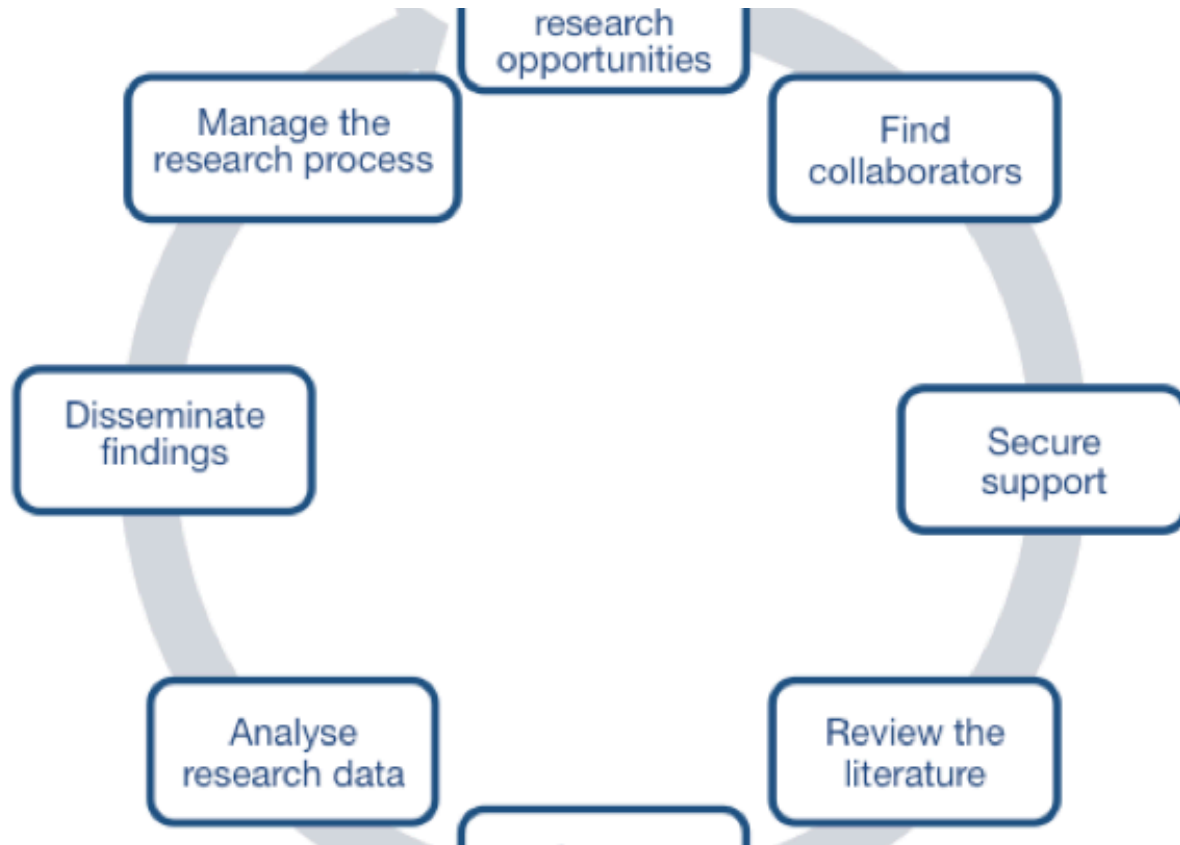 research
opportunities
Find
collaborators
Secure
support
Review the
literature
Analyse
research data
Disseminate
findings
Manage the
research process